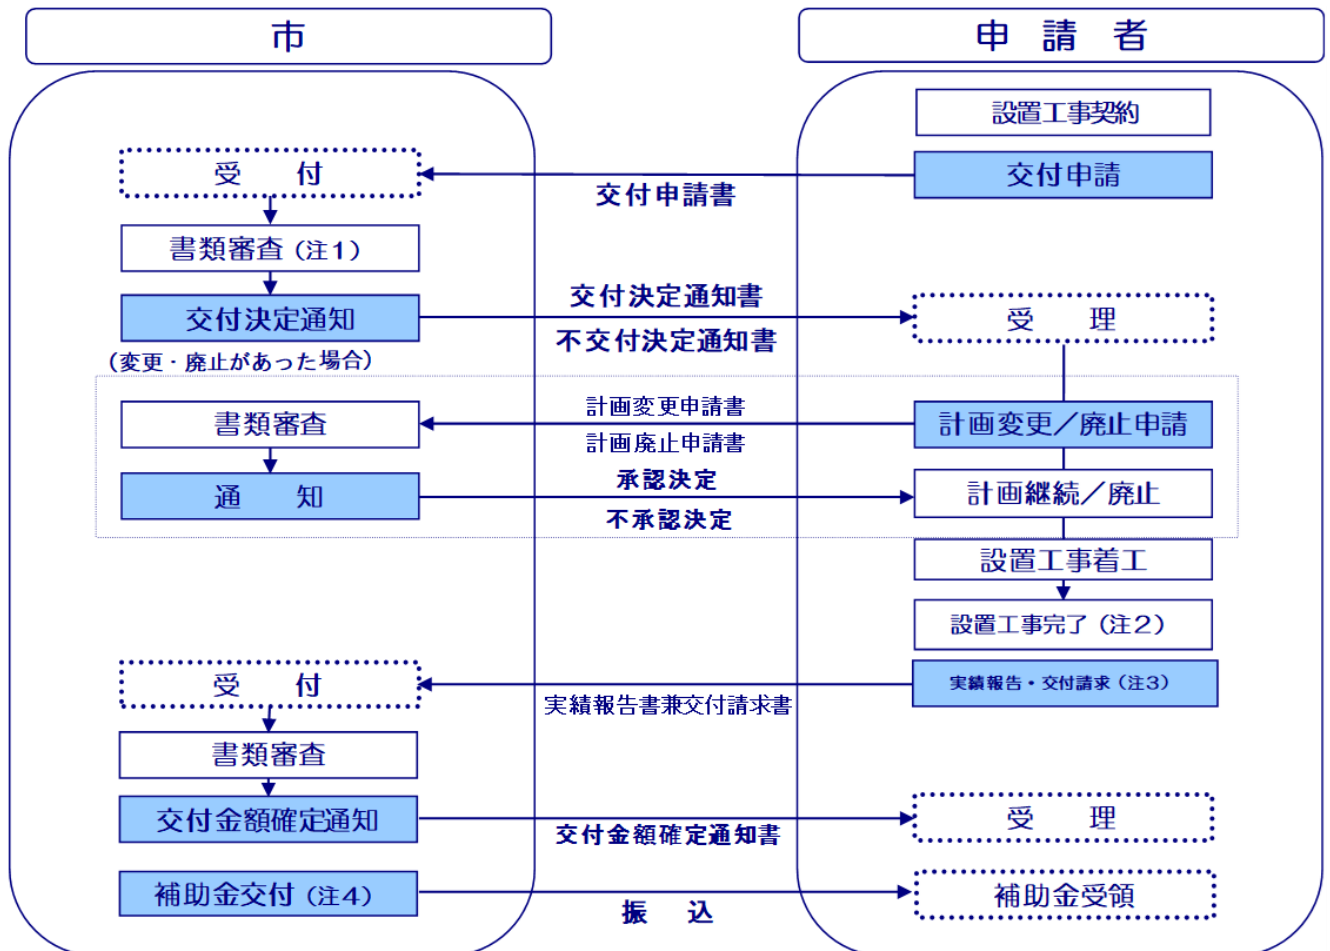 市
申 請 者
設置工事契約
受 付
交付申請書
交付申請
書類審査（注１）
交付決定通知
交付決定通知書
不交付決定通知書
受 理
（変更・廃止があった場合）
書類審査
計画変更申請書
計画廃止申請書
計画変更／廃止申請
通 知
承認決定
不承認決定
計画継続／廃止
設置工事着工
設置工事完了（注２）
受 付
実績報告書兼交付請求書
実績報告・交付請求（注３）
書類審査
交付金額確定通知
交付金額確定通知書
受 理
補助金交付（注４）
振 込
補助金受領